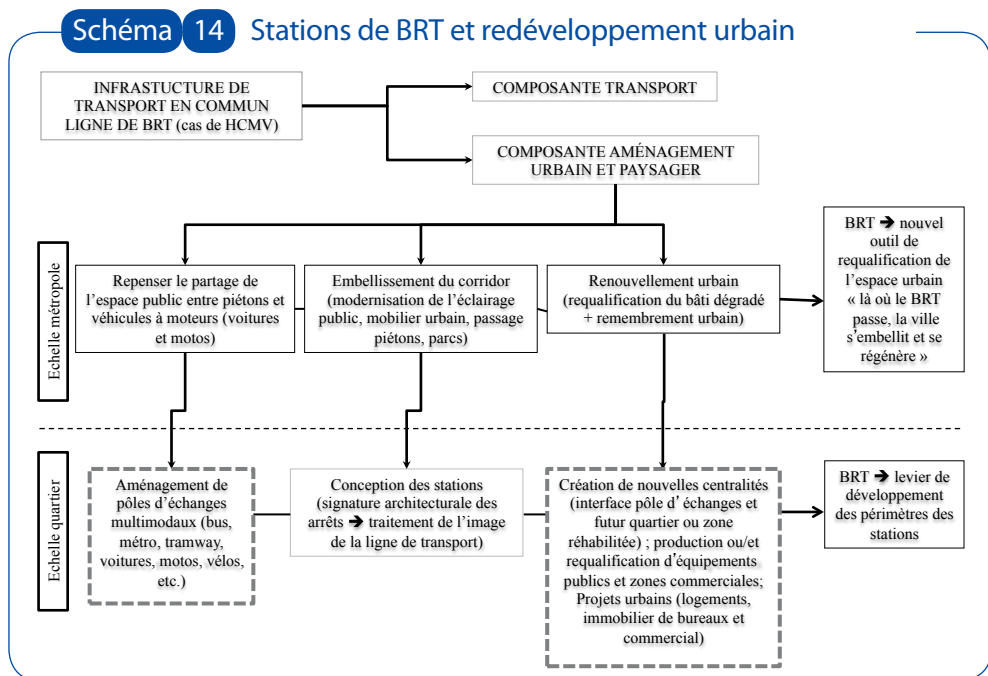 Schéma 14 Stations de BRT et redéveloppement urbain
INFRASTUCTURE DE
TRANSPORT EN COMMUN
LIGNE DE BRT (cas de HCMV)
COMPOSANTE TRANSPORT
COMPOSANTE AMÉNAGEMENT
URBAIN ET PAYSAGER
Echelle métropole
Repenser le partage de
l’espace public entre piétons et
véhicules à moteurs (voitures
et motos)
Embellissement du corridor
(modernisation de l’éclairage
public, mobilier urbain, passage
piétons, parcs)
Renouvellement urbain
(requalification du bâti dégradé
+ remembrement urbain)
BRT ➔ nouvel
outil de
requalification de
l’espace urbain
« là où le BRT
passe, la ville
s’embellit et se
régénère »
Echelle quartier
Aménagement de
pôles d’échanges
multimodaux (bus,
métro, tramway,
voitures, motos, vélos,
etc.)
Conception des stations
(signature architecturale des
arrêts ➔ traitement de l’image
de la ligne de transport)
Création de nouvelles centralités
(interface pôle d’ échanges et
futur quartier ou zone
réhabilitée) ; production ou/et
requalification d’équipements
publics et zones commerciales;
Projets urbains (logements,
immobilier de bureaux et
commercial)
BRT ➔ levier de
développement
des périmètres des
stations